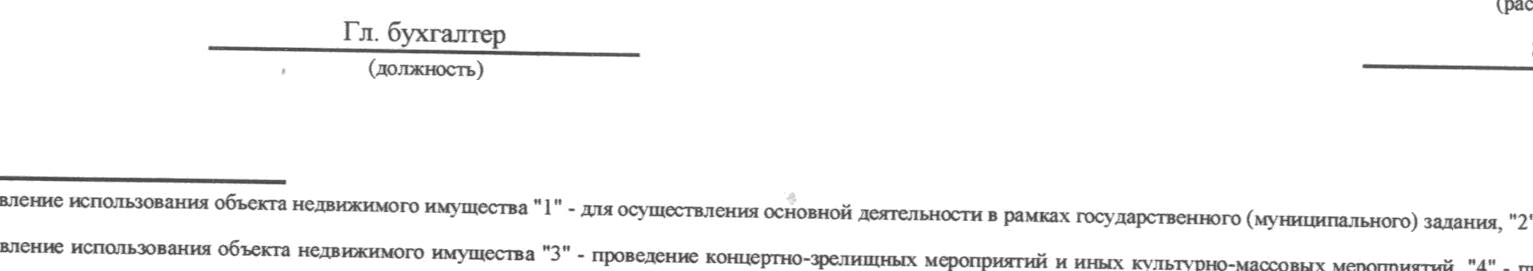 (рас
Гл. бухгалтер
(должность)
вление использования объекта недвижимого имущества "1" - для осуществления основной деятельности в рамках государственного (муниципального) задания, "2"
вление использования объекта недвижимого имущества "3" - проведение концертно-зрелищных мероприятий и иных культурно-массовых мероприятий, "4" -